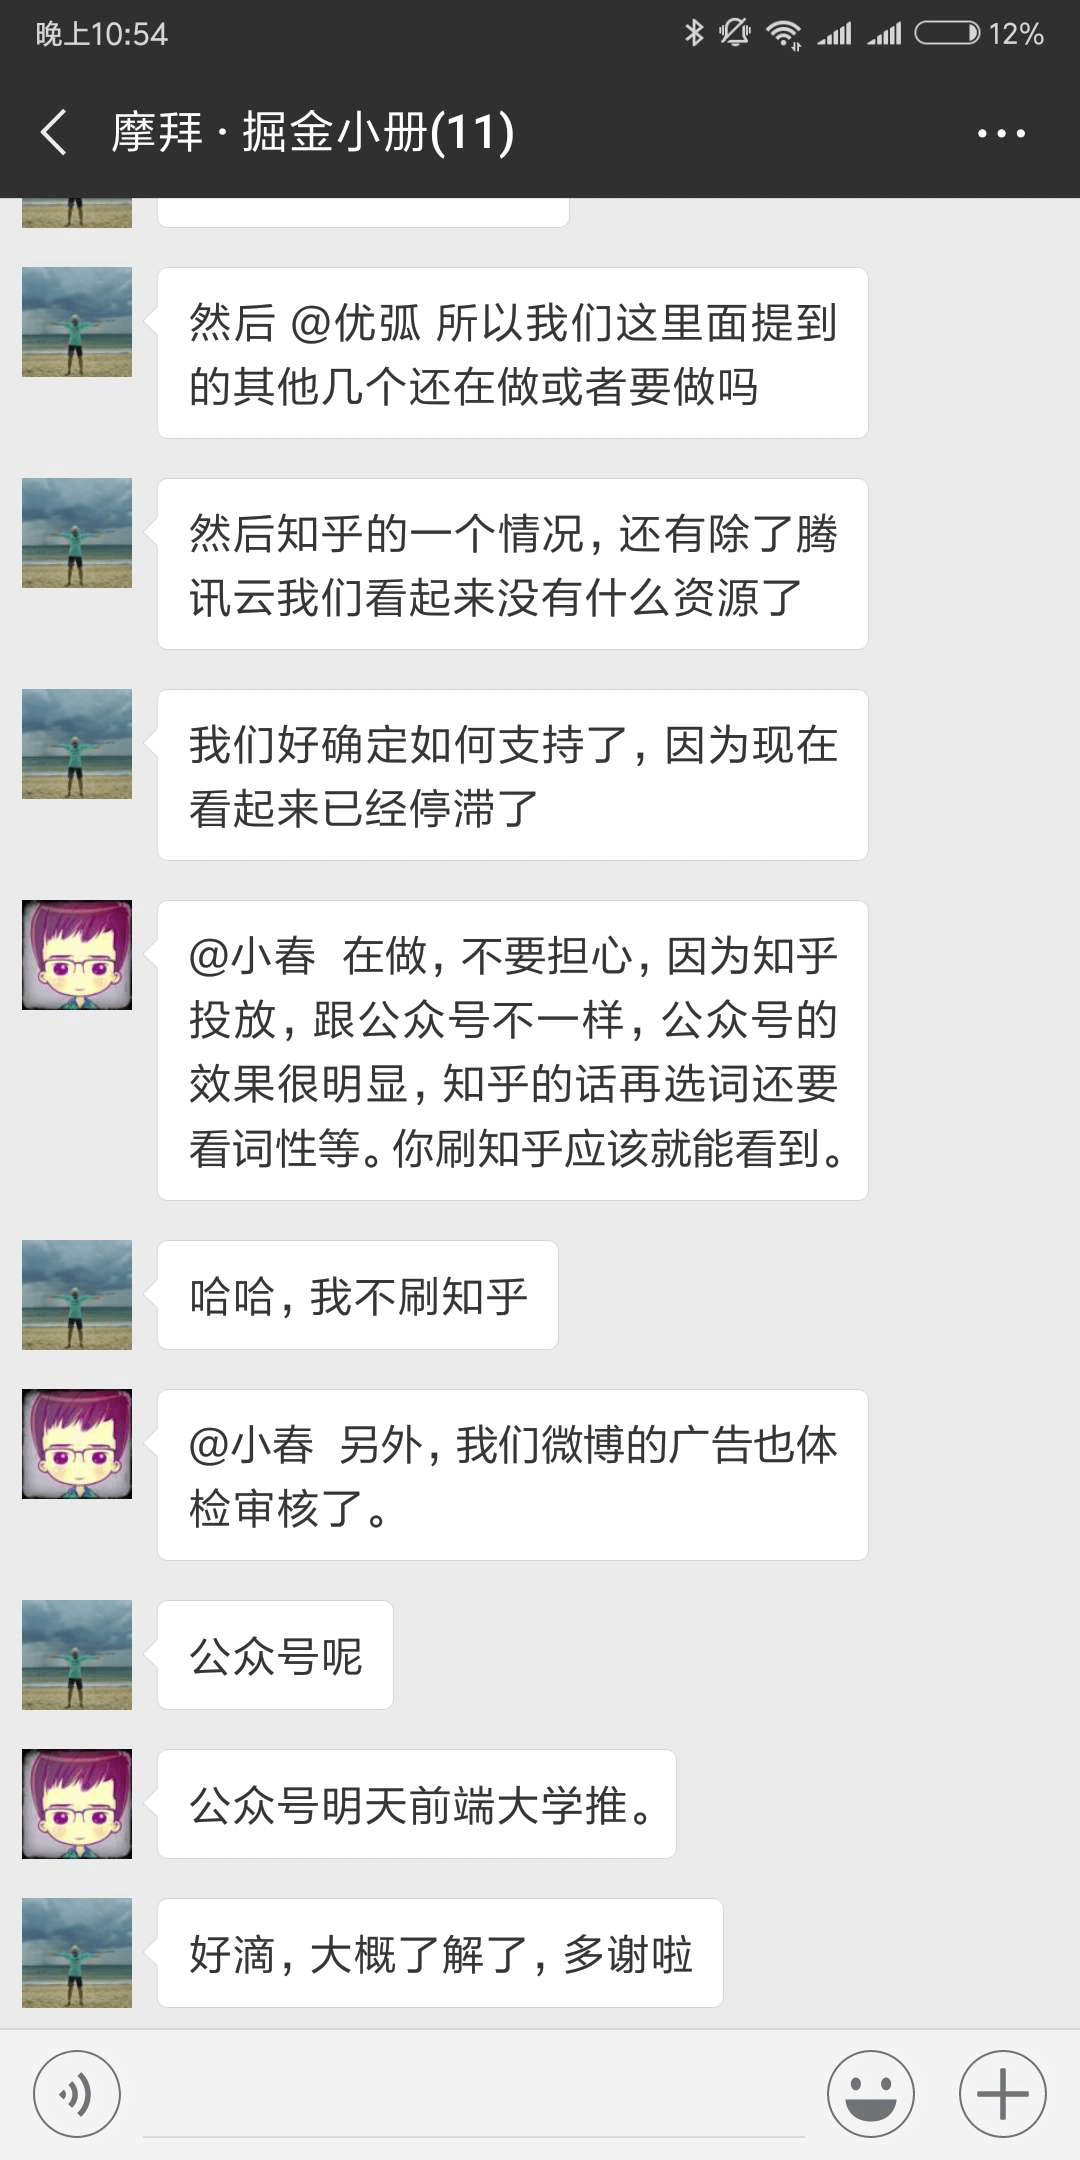 晚上10:54
12%
摩拜 · 掘金小册(11)
然后 @优弧 所以我们这里面提到
的其他几个还在做或者要做吗
然后知乎的一个情况，还有除了腾
讯云我们看起来没有什么资源了
我们好确定如何支持了，因为现在
看起来已经停滞了
@小春 在做，不要担心，因为知乎
投放，跟公众号不一样，公众号的
效果很明显，知乎的话再选词还要
看词性等。你刷知乎应该就能看到。
哈哈，我不刷知乎
@小春 另外，我们微博的广告也体
检审核了。
公众号呢
公众号明天前端大学推。
好滴，大概了解了，多谢啦